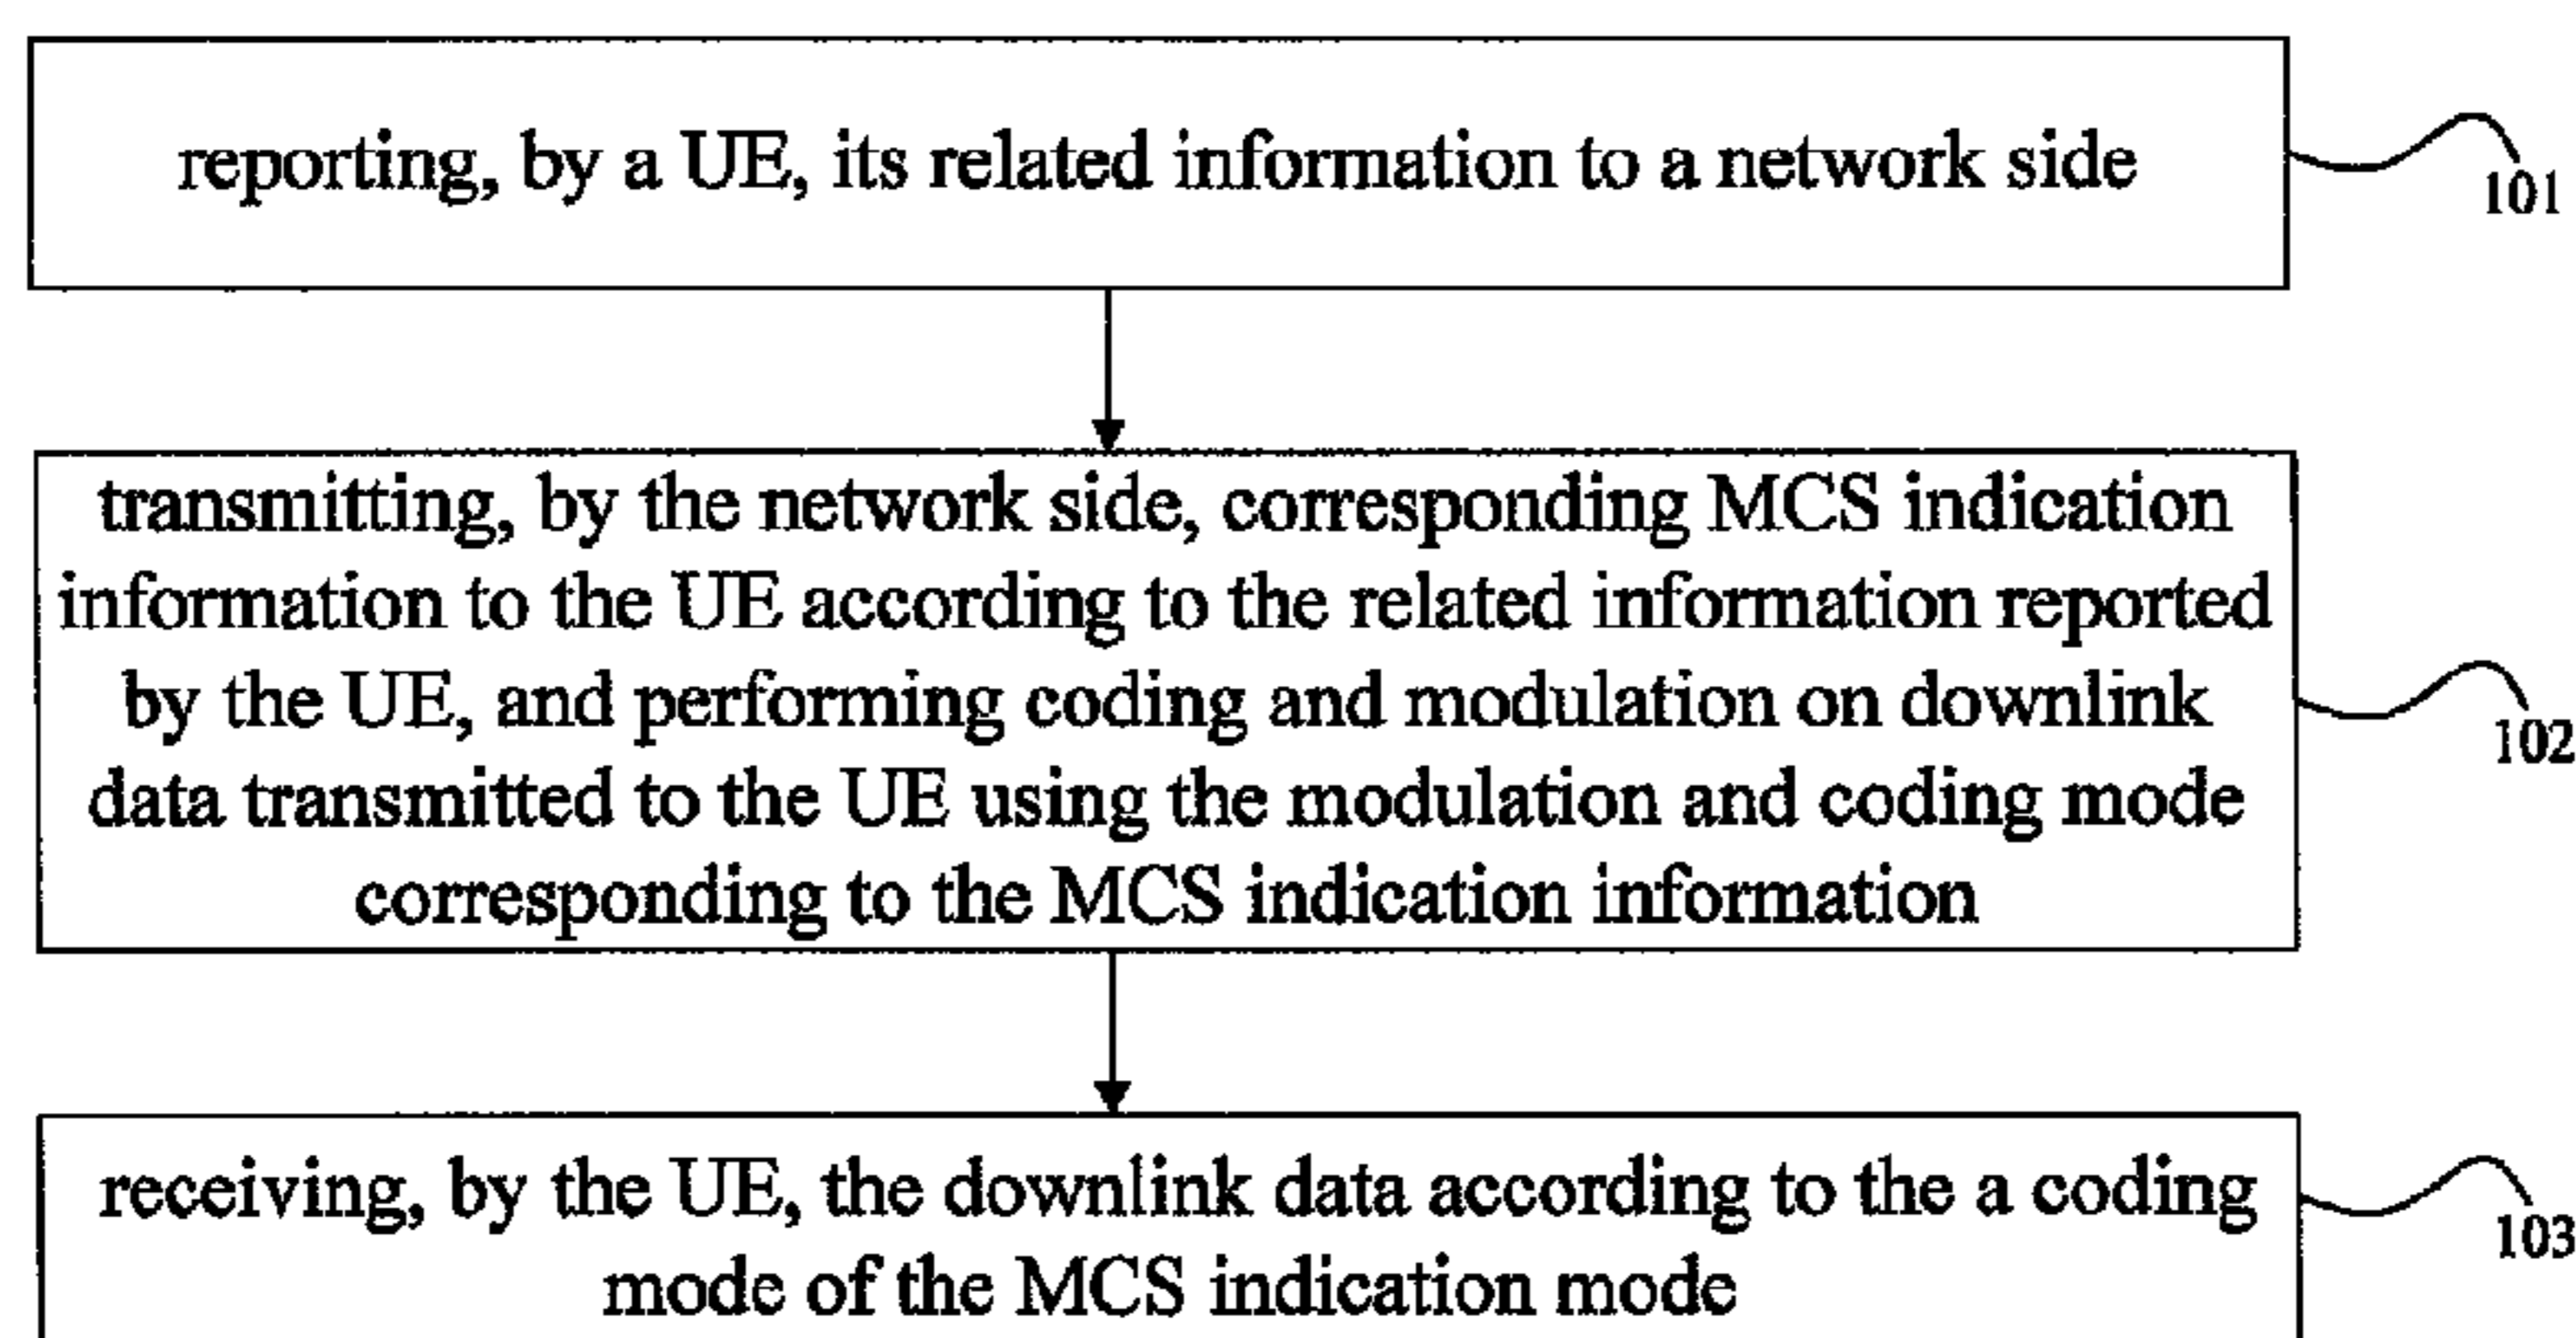 reporting, by a UE, its related information to a network side
101
transmitting, by the network side, corresponding MCS indication
information to the UE according to the related information reported
by the UE, and performing coding and modulation on downlink
data transmitted to the UE using the modulation and coding mode
corresponding to the MCS indication information
102
receiving, by the UE, the downlink data according to the a coding
mode of the MCS indication mode
103